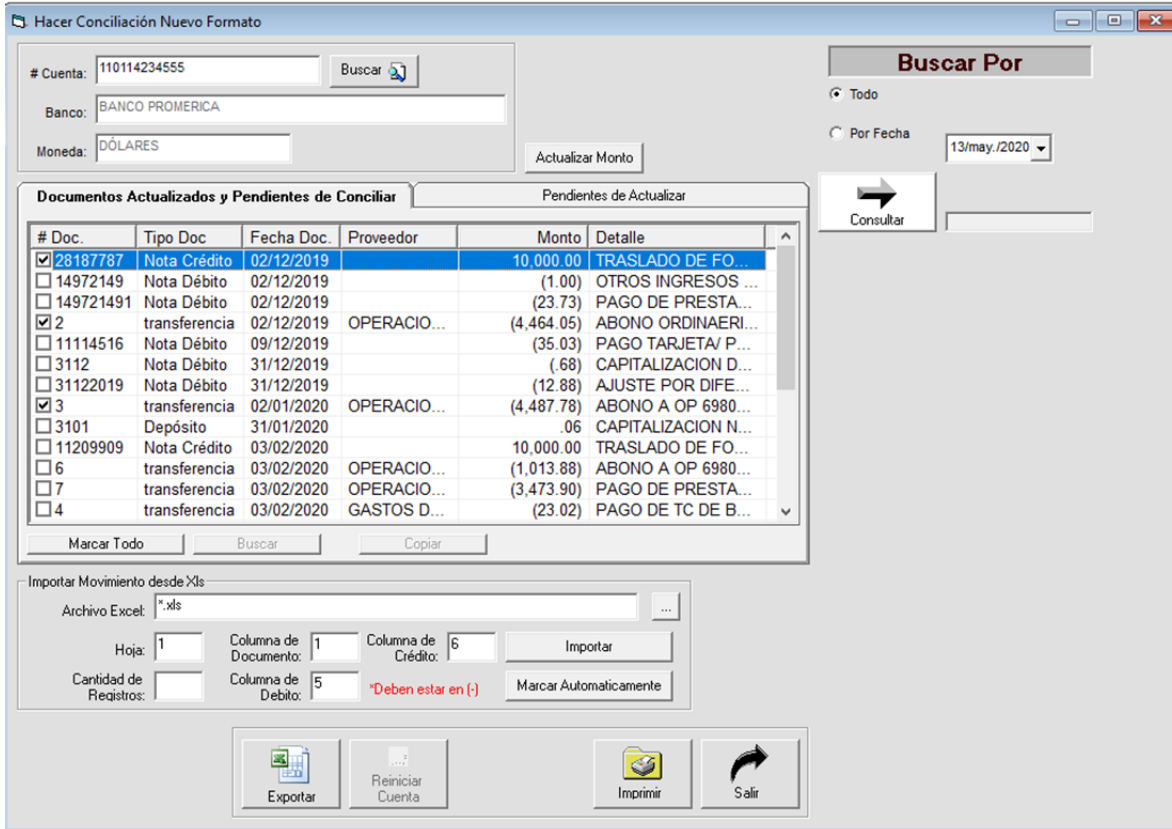 Hacer Conciliación Nuevo Formato
# Cuenta: 110114234555 Buscar
Banco: BANCO PROMERICA
Moneda: DÓLARES
Actualizar Monto
Buscar Por
Todo
Por Fecha 13/may./2020
Consultar
Documentos Actualizados y Pendientes de Conciliar Pendientes de Actualizar
# Doc. Tipo Doc Fecha Doc. Proveedor Monto Detalle
28187787 Nota Crédito 02/12/2019 10,000.00 TRASLADO DE FO...
14972149 Nota Débito 02/12/2019 (1.00) OTROS INGRESOS ...
149721491 Nota Débito 02/12/2019 (23.73) PAGO DE PRESTA...
2 transferencia 02/12/2019 OPERACIO... (4,464.05) ABONO ORDINAERI...
11114516 Nota Débito 09/12/2019 (35.03) PAGO TARJETA/ P...
3112 Nota Débito 31/12/2019 (.68) CAPITALIZACION D...
31122019 Nota Débito 31/12/2019 (12.88) AJUSTE POR DIFE...
3 transferencia 02/01/2020 OPERACIO... (4,487.78) ABONO A OP 6980...
3101 Depósito 31/01/2020 .06 CAPITALIZACION N...
11209909 Nota Crédito 03/02/2020 10,000.00 TRASLADO DE FO...
6 transferencia 03/02/2020 OPERACIO... (1,013.88) ABONO A OP 6980...
7 transferencia 03/02/2020 OPERACIO... (3,473.90) PAGO DE PRESTA...
4 transferencia 03/02/2020 GASTOS D... (23.02) PAGO DE TC DE B...
Marcar Todo Buscar Copiar
Importar Movimiento desde Xls
Archivo Excel: *.xls ...
Hoja: 1 Columna de Documento: 1 Columna de Crédito: 6 Importar
Cantidad de Registros: Columna de Debito: 5 *Deben estar en (-) Marcar Automaticamente
Exportar Reiniciar Cuenta Imprimir Salir